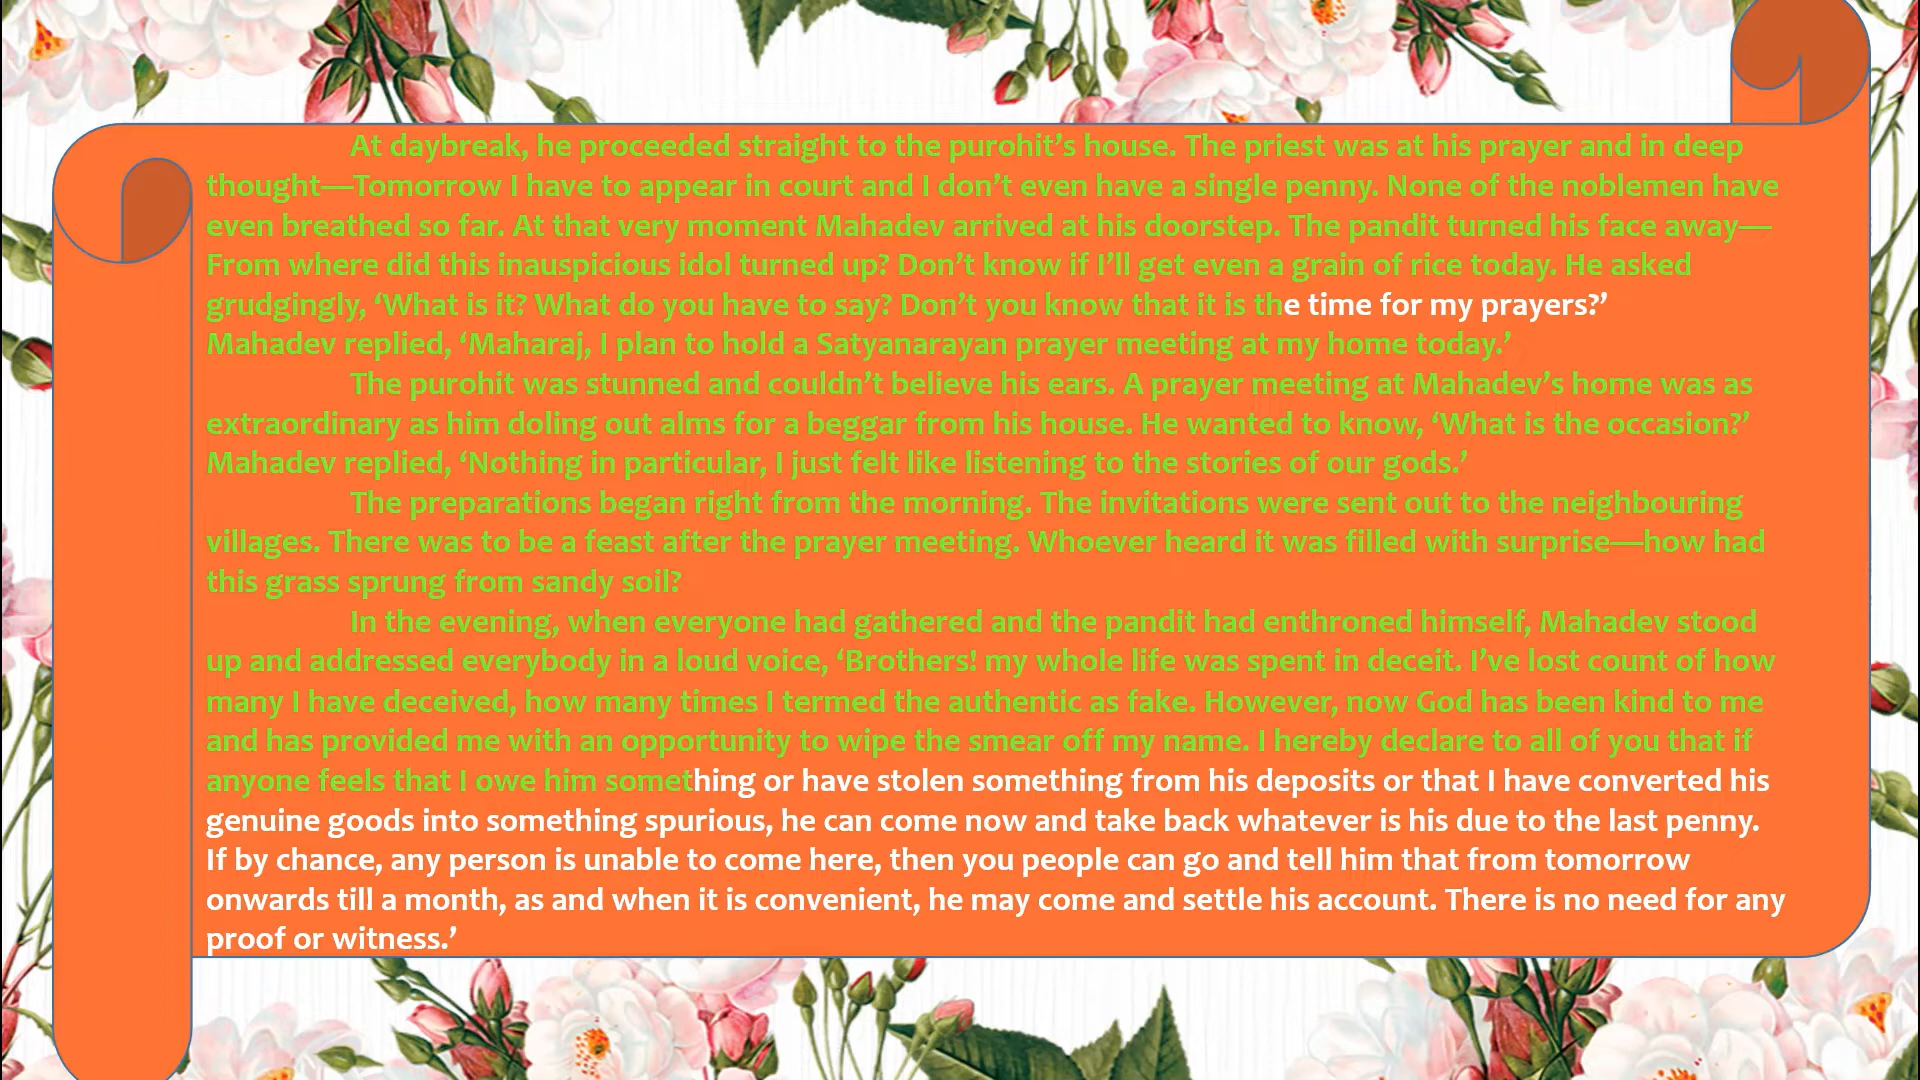 At daybreak, he proceeded straight to the purohit’s house. The priest was at his prayer and in deep
thought—Tomorrow I have to appear in court and I don’t even have a single penny. None of the noblemen have
even breathed so far. At that very moment Mahadev arrived at his doorstep. The pandit turned his face away—
From where did this inauspicious idol turned up? Don’t know if I’ll get even a grain of rice today. He asked
grudgingly, ‘What is it? What do you have to say? Don’t you know that it is the time for my prayers?’
Mahadev replied, ‘Maharaj, I plan to hold a Satyanarayan prayer meeting at my home today.’
The purohit was stunned and couldn’t believe his ears. A prayer meeting at Mahadev’s home was as
extraordinary as him doling out alms for a beggar from his house. He wanted to know, ‘What is the occasion?’
Mahadev replied, ‘Nothing in particular, I just felt like listening to the stories of our gods.’
The preparations began right from the morning. The invitations were sent out to the neighbouring
villages. There was to be a feast after the prayer meeting. Whoever heard it was filled with surprise—how had
this grass sprung from sandy soil?
In the evening, when everyone had gathered and the pandit had enthroned himself, Mahadev stood
up and addressed everybody in a loud voice, ‘Brothers! my whole life was spent in deceit. I’ve lost count of how
many I have deceived, how many times I termed the authentic as fake. However, now God has been kind to me
and has provided me with an opportunity to wipe the smear off my name. I hereby declare to all of you that if
anyone feels that I owe him something or have stolen something from his deposits or that I have converted his
genuine goods into something spurious, he can come now and take back whatever is his due to the last penny.
If by chance, any person is unable to come here, then you people can go and tell him that from tomorrow
onwards till a month, as and when it is convenient, he may come and settle his account. There is no need for any
proof or witness.’